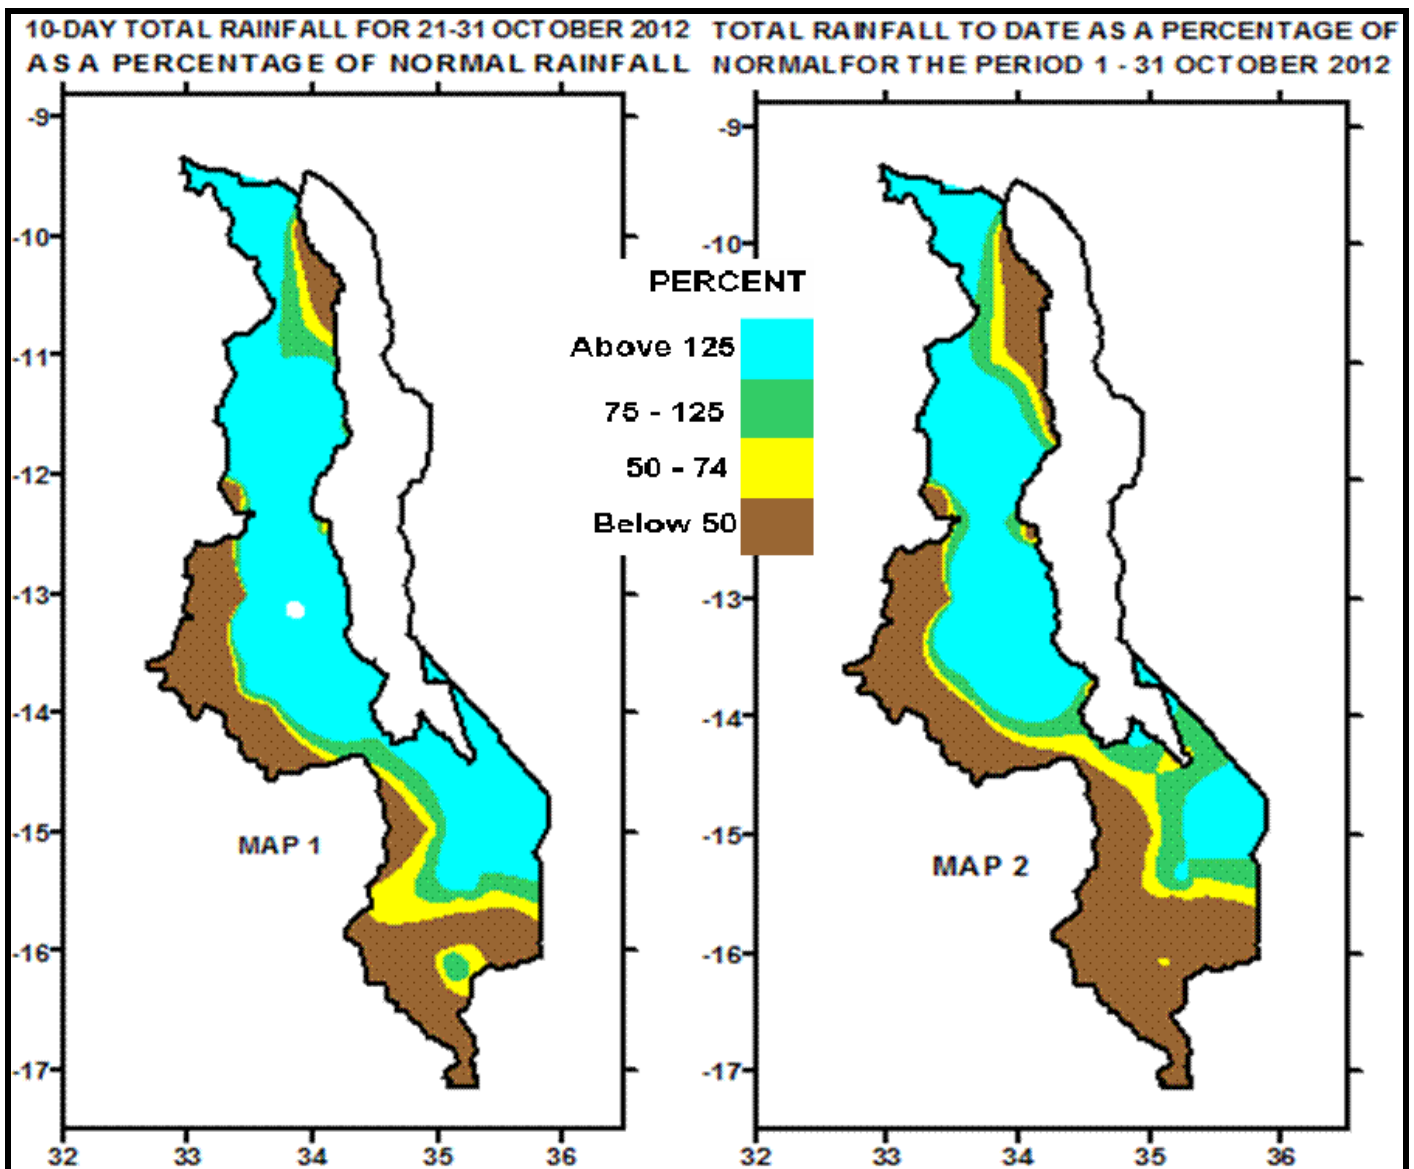 10-DAY TOTAL RAINFALL FOR 21-31 OCTOBER 2012
AS A PERCENTAGE OF NORMAL RAINFALL
TOTAL RAINFALL TO DATE AS A PERCENTAGE OF
NORMALFOR THE PERIOD 1 - 31 OCTOBER 2012
-9
-10
-11
-12
-13
-14
-15
-16
-17
32 33 34 35 36
MAP 1
PERCENT
Above 125
75 - 125
50 - 74
Below 50
-9
-10
-11
-12
-13
-14
-15
-16
-17
32 33 34 35 36
MAP 2